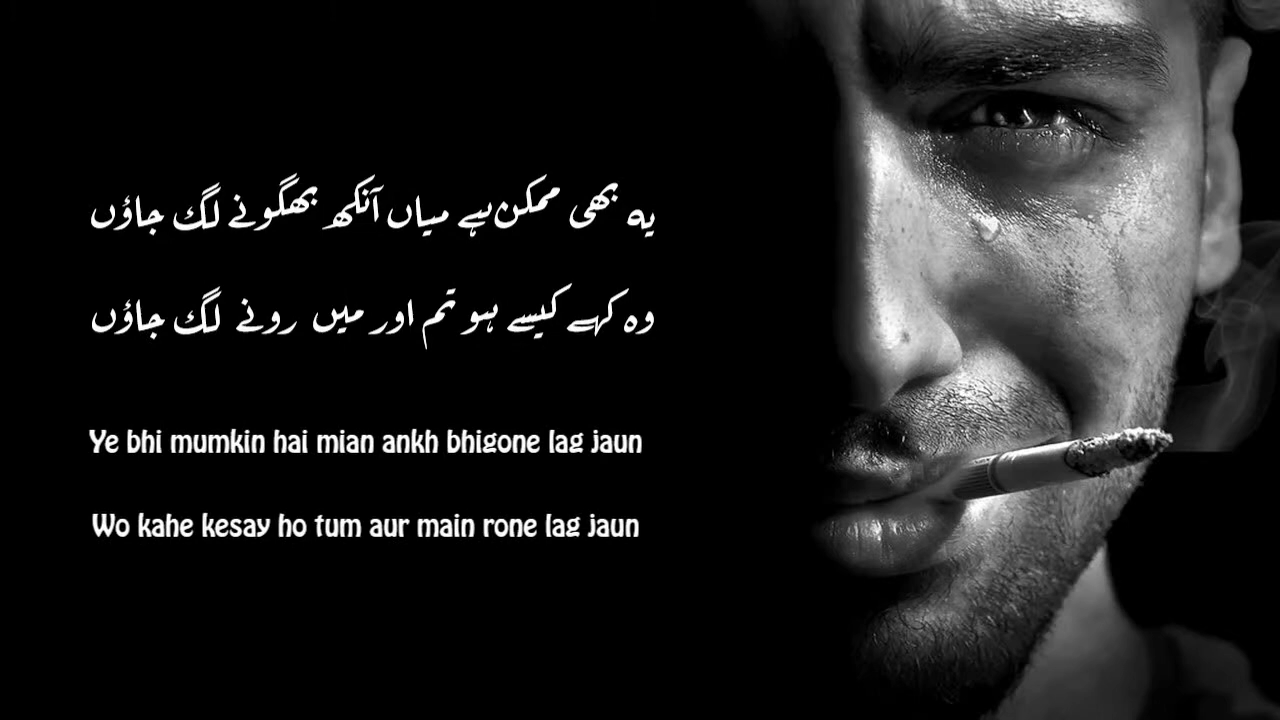 یہ بھی ممکن ہے میاں آنکھ بھگونے لگ جاؤں
وہ کہے کیسے ہو تم اور میں رونے لگ جاؤں
Ye bhi mumkin hai mian ankh bhigone lag jaun
Wo kahe kesay ho tum aur main rone lag jaun